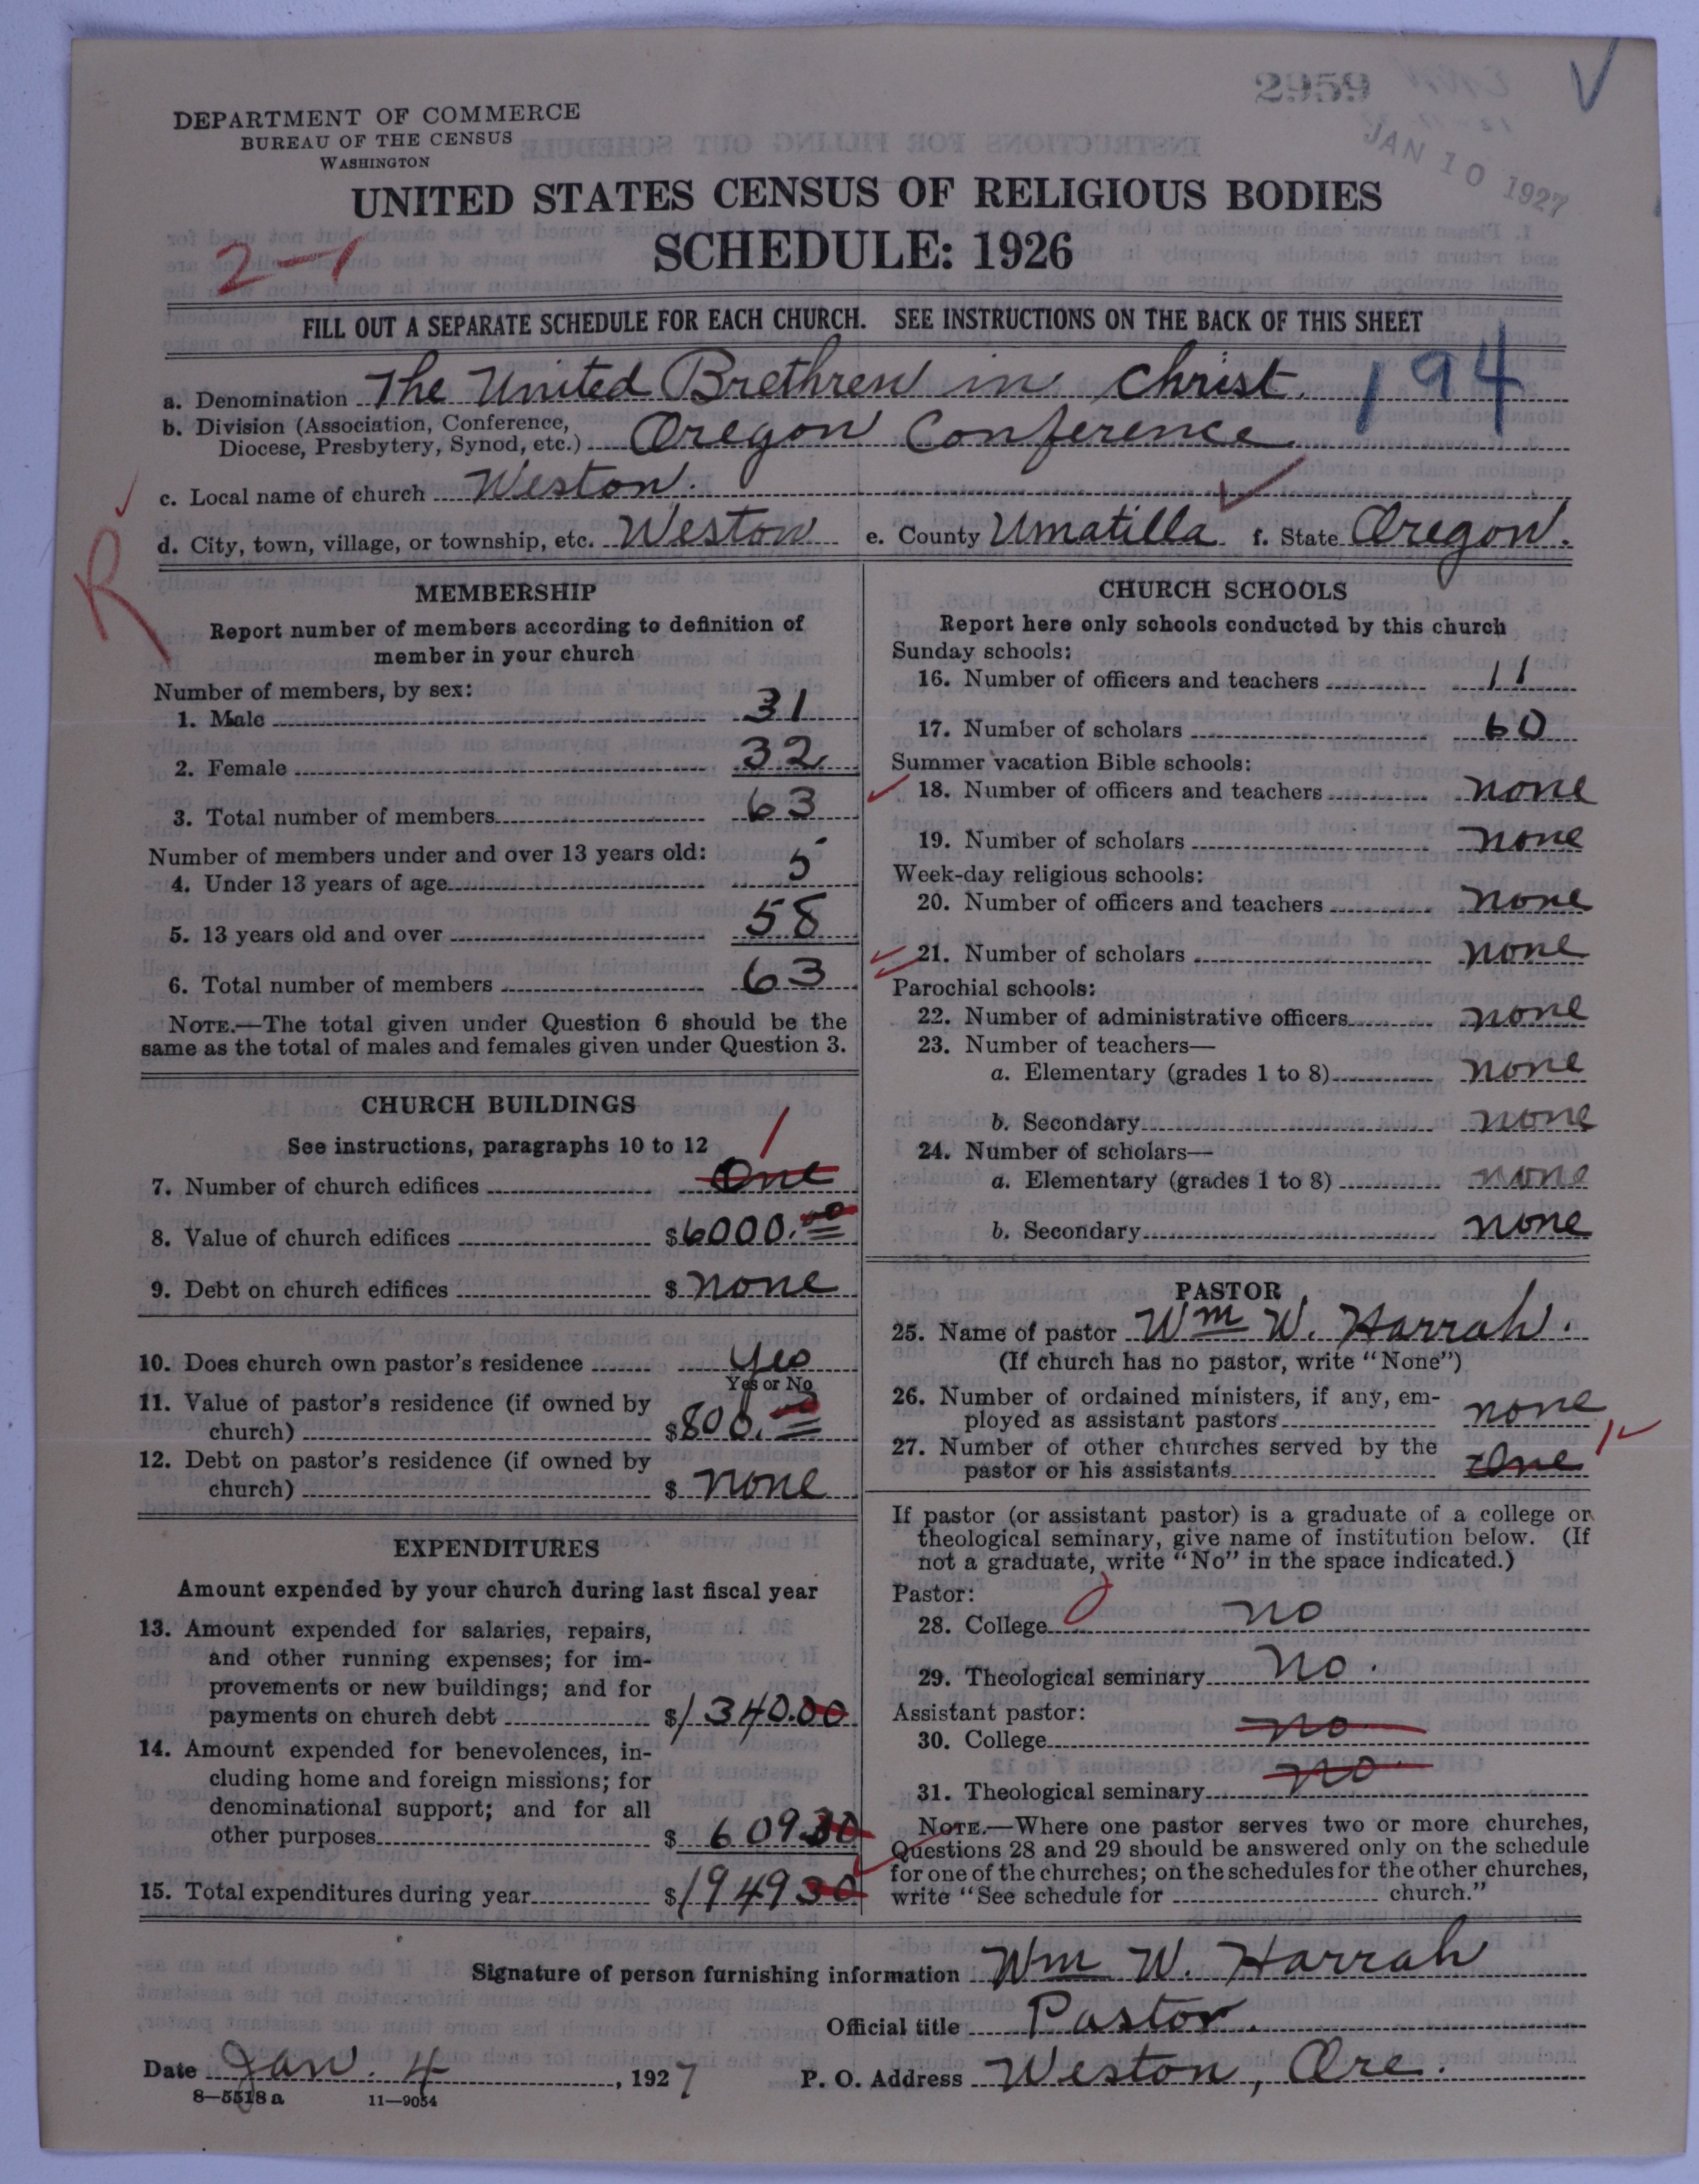 2959
JAN 10 1927
DEPARTMENT OF COMMERCE
BUREAU OF THE CENSUS
WASHINGTON
UNITED STATES CENSUS OF RELIGIOUS BODIES
SCHEDULE: 1926
2-1
FILL OUT A SEPARATE SCHEDULE FOR EACH CHURCH. SEE INSTRUCTIONS ON THE BACK OF THIS SHEET
a. Denomination The United Brethren in Christ. 194
b. Division (Association, Conference,
Diocese, Presbytery, Synod, etc.) Oregon Conference
c. Local name of church Weston.
d. City, town, village, or township, etc. Weston e. County Umatilla f. State Oregon.
R
MEMBERSHIP
Report number of members according to definition of
member in your church
Number of members, by sex:
1. Male 31
2. Female 32
3. Total number of members 63
Number of members under and over 13 years old:
4. Under 13 years of age 5
5. 13 years old and over 58
6. Total number of members 63
NOTE.—The total given under Question 6 should be the
same as the total of males and females given under Question 3.
CHURCH BUILDINGS
See instructions, paragraphs 10 to 12
1
7. Number of church edifices One
8. Value of church edifices $6000.00
9. Debt on church edifices $ none
10. Does church own pastor's residence Yes
Yes or No
11. Value of pastor's residence (if owned by
church) $800.00
12. Debt on pastor's residence (if owned by
church) $ none
EXPENDITURES
Amount expended by your church during last fiscal year
13. Amount expended for salaries, repairs,
and other running expenses; for im-
provements or new buildings; and for
payments on church debt $1340.00
14. Amount expended for benevolences, in-
cluding home and foreign missions; for
denominational support; and for all
other purposes $ 609 30
15. Total expenditures during year $1949 30
CHURCH SCHOOLS
Report here only schools conducted by this church
Sunday schools:
16. Number of officers and teachers 11
17. Number of scholars 60
Summer vacation Bible schools:
18. Number of officers and teachers none
19. Number of scholars none
Week-day religious schools:
20. Number of officers and teachers none
21. Number of scholars none
Parochial schools:
22. Number of administrative officers none
23. Number of teachers—
a. Elementary (grades 1 to 8) none
b. Secondary none
24. Number of scholars—
a. Elementary (grades 1 to 8) none
b. Secondary none
PASTOR
25. Name of pastor Wm W. Harrah.
(If church has no pastor, write "None")
26. Number of ordained ministers, if any, em-
ployed as assistant pastors none
27. Number of other churches served by the
pastor or his assistants One 1
If pastor (or assistant pastor) is a graduate of a college or
theological seminary, give name of institution below. (If
not a graduate, write "No" in the space indicated.)
Pastor:
28. College no
29. Theological seminary no.
Assistant pastor:
30. College no
31. Theological seminary no
NOTE.—Where one pastor serves two or more churches,
Questions 28 and 29 should be answered only on the schedule
for one of the churches; on the schedules for the other churches,
write "See schedule for church."
Signature of person furnishing information Wm W. Harrah
Official title Pastor.
Date Jan. 4, 1927 P. O. Address Weston, Ore.
8—5518 a 11—9054